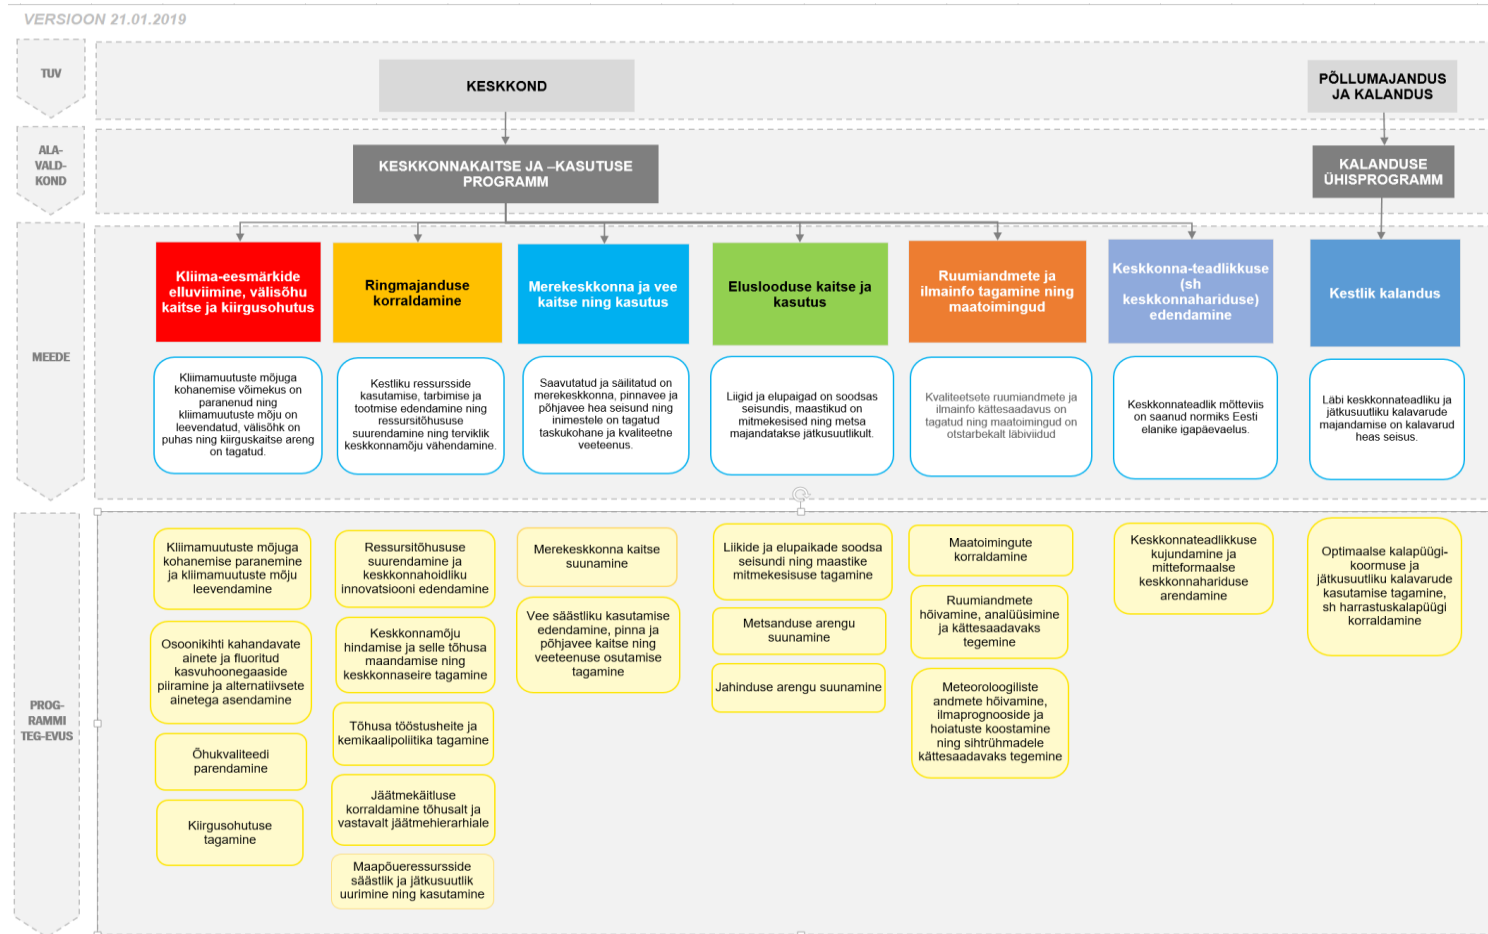 VERSIOON 21.01.2019
TUV
KESKKOND
PÕLLUMAJANDUS
JA KALANDUS
ALA-
VALD-
KOND
KESKKONNAKAITSE JA –KASUTUSE
PROGRAMM
KALANDUSE
ÜHISPROGRAMM
MEEDE
Kliima-eesmärkide
elluviimine, välisõhu
kaitse ja kiirgusohutus
Ringmajanduse
korraldamine
Merekeskkonna ja vee
kaitse ning kasutus
Eluslooduse kaitse ja
kasutus
Ruumiandmete ja
ilmainfo tagamine ning
maatoimingud
Keskkonna-teadlikkuse
(sh
keskkonnahariduse)
edendamine
Kestlik kalandus
Kliimamuutuste mõjuga
kohanemise võimekus on
paranenud ning
kliimamuutuste mõju on
leevendatud, välisõhk on
puhas ning kiirguskaitse areng
on tagatud.
Kestliku ressursside
kasutamise, tarbimise ja
tootmise edendamine ning
ressursitõhususe
suurendamine ning terviklik
keskkonnamõju vähendamine.
Saavutatud ja säilitatud on
merekeskkonna, pinnavee ja
põhjavee hea seisund ning
inimestele on tagatud
taskukohane ja kvaliteetne
veeteenus.
Liigid ja elupaigad on soodsas
seisundis, maastikud on
mitmekesised ning metsa
majandatakse jätkusuutlikult.
Kvaliteetsete ruumiandmete ja
ilmainfo kättesaadavus on
tagatud ning maatoimingud on
otstarbekalt läbiviidud
Keskkonnateadlik mõtteviis
on saanud normiks Eesti
elanike igapäevaelus.
Läbi keskkonnateadliku ja
jätkusuutliku kalavarude
majandamise on kalavarud
heas seisus.
PROG-
RAMMI
TEG-EVUS
Kliimamuutuste mõjuga
kohanemise paranemine
ja kliimamuutuste mõju
leevendamine
Osoonikihti kahandavate
ainete ja fluoritud
kasvuhoonegaaside
piiramine ja alternatiivsete
ainetega asendamine
Õhukvaliteedi
parendamine
Kiirgusohutuse
tagamine
Ressursitõhususe
suurendamine ja
keskkonnahoidliku
innovatsiooni edendamine
Keskkonnamõju
hindamise ja selle tõhusa
maandamise ning
keskkonnaseire tagamine
Tõhusa tööstusheite ja
kemikaalipoliitika tagamine
Jäätmekäitluse
korraldamine tõhusalt ja
vastavalt jäätmehierarhiale
Maapõueressursside
säästlik ja jätkusuutlik
uurimine ning kasutamine
Merekeskkonna kaitse
suunamine
Vee säästliku kasutamise
edendamine, pinna ja
põhjavee kaitse ning
veeteenuse osutamise
tagamine
Liikide ja elupaikade soodsa
seisundi ning maastike
mitmekesisuse tagamine
Metsanduse arengu
suunamine
Jahinduse arengu suunamine
Maatoimingute
korraldamine
Ruumiandmete
hõivamine, analüüsimine
ja kättesaadavaks
tegemine
Meteoroloogiliste
andmete hõivamine,
ilmaprognooside ja
hoiatuste koostamine
ning sihtrühmadele
kättesaadavaks tegemine
Keskkonnateadlikkuse
kujundamine ja
mitteformaalse
keskkonnahariduse
arendamine
Optimaalse kalapüügi-
koormuse ja
jätkusuutliku kalavarude
kasutamise tagamine,
sh harrastuskalapüügi
korraldamine